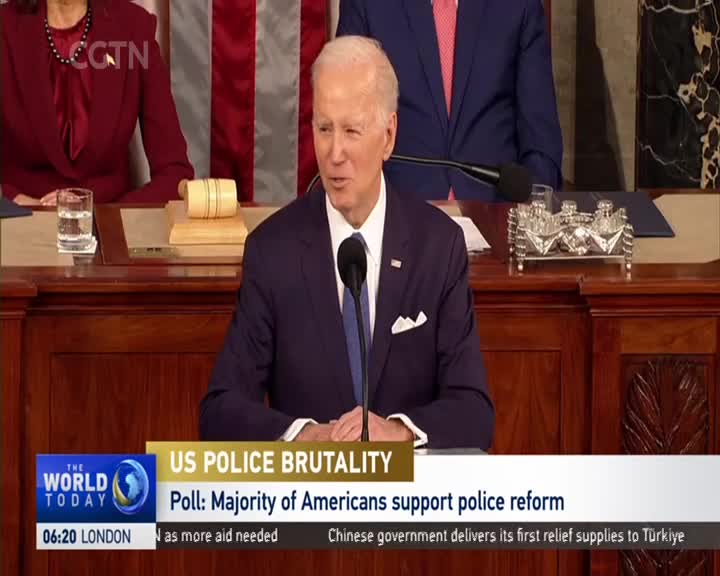 CGTN
US POLICE BRUTALITY
THE
WORLD
TODAY
Poll: Majority of Americans support police reform
06:20 LONDON
N as more aid needed
Chinese government delivers its first relief supplies to Türkiye